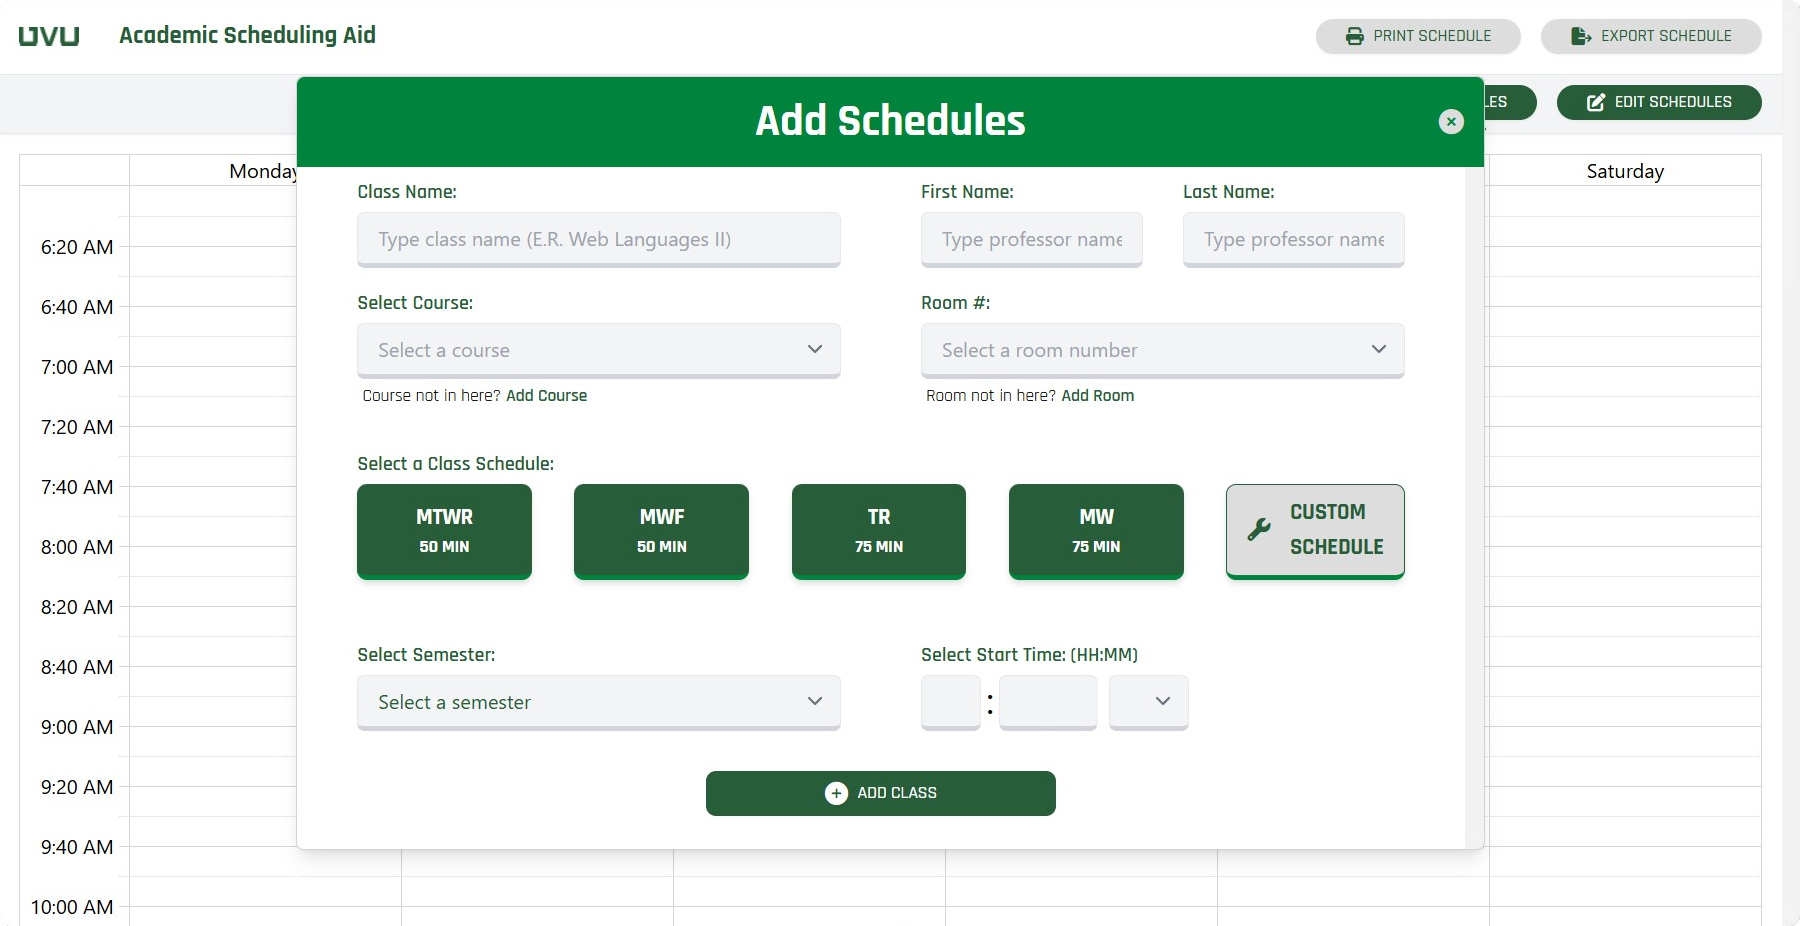 UVU
Academic Scheduling Aid
PRINT SCHEDULE
EXPORT SCHEDULE
EDIT SCHEDULES
Add Schedules
Monday
Saturday
Class Name:
First Name:
Last Name:
Type class name (E.R. Web Languages II)
Type professor name
Type professor name
Select Course:
Room #:
Select a course
Select a room number
Course not in here? Add Course
Room not in here? Add Room
Select a Class Schedule:
MTWR
50 MIN
MWF
50 MIN
TR
75 MIN
MW
75 MIN
CUSTOM
SCHEDULE
Select Semester:
Select Start Time: (HH:MM)
Select a semester
:
ADD CLASS
6:20 AM
6:40 AM
7:00 AM
7:20 AM
7:40 AM
8:00 AM
8:20 AM
8:40 AM
9:00 AM
9:20 AM
9:40 AM
10:00 AM